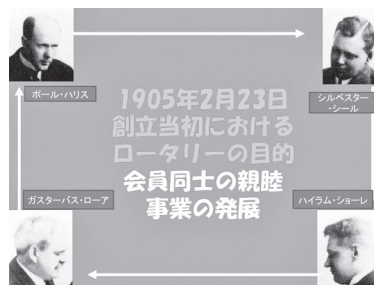 ポール・ハリス
シルベスター
・シール
1905年2月23日
創立当初における
ロータリーの目的
会員同士の親睦
事業の発展
ガスターバス・ローア
ハイラム・ショーレ